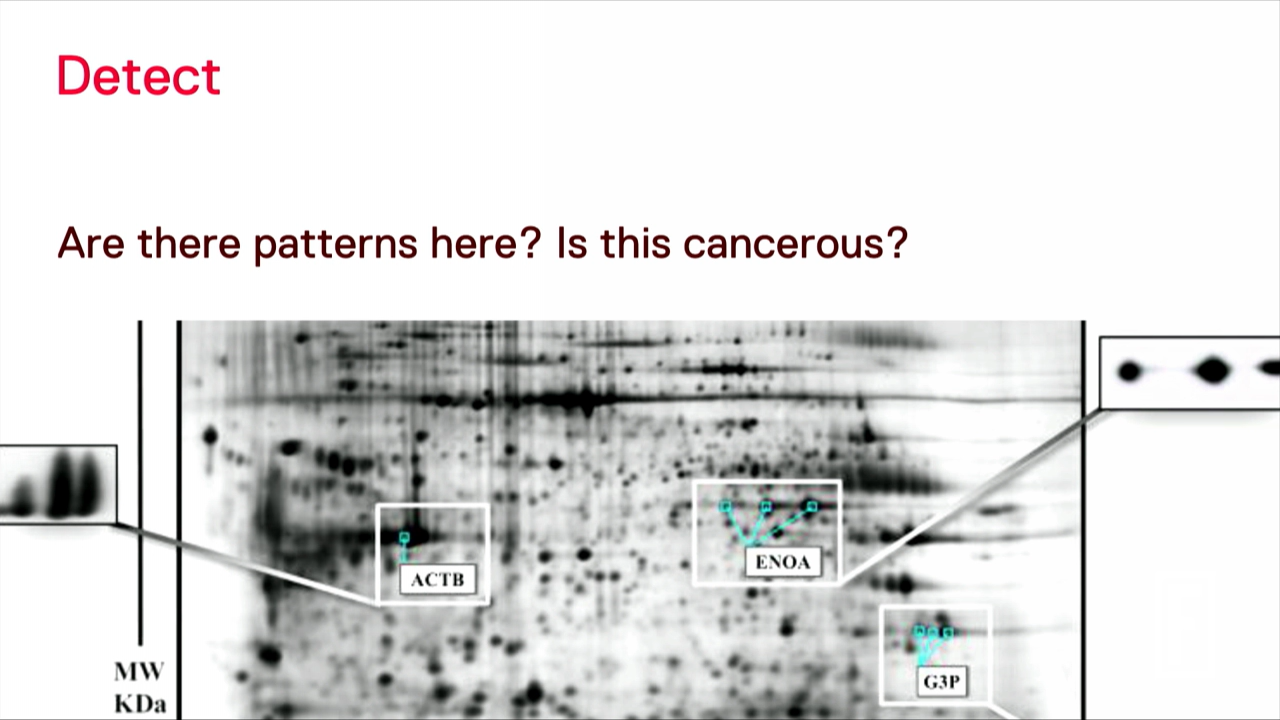 Detect
Are there patterns here? Is this cancerous?
ACTB
ENOA
G3P
MW
KDa